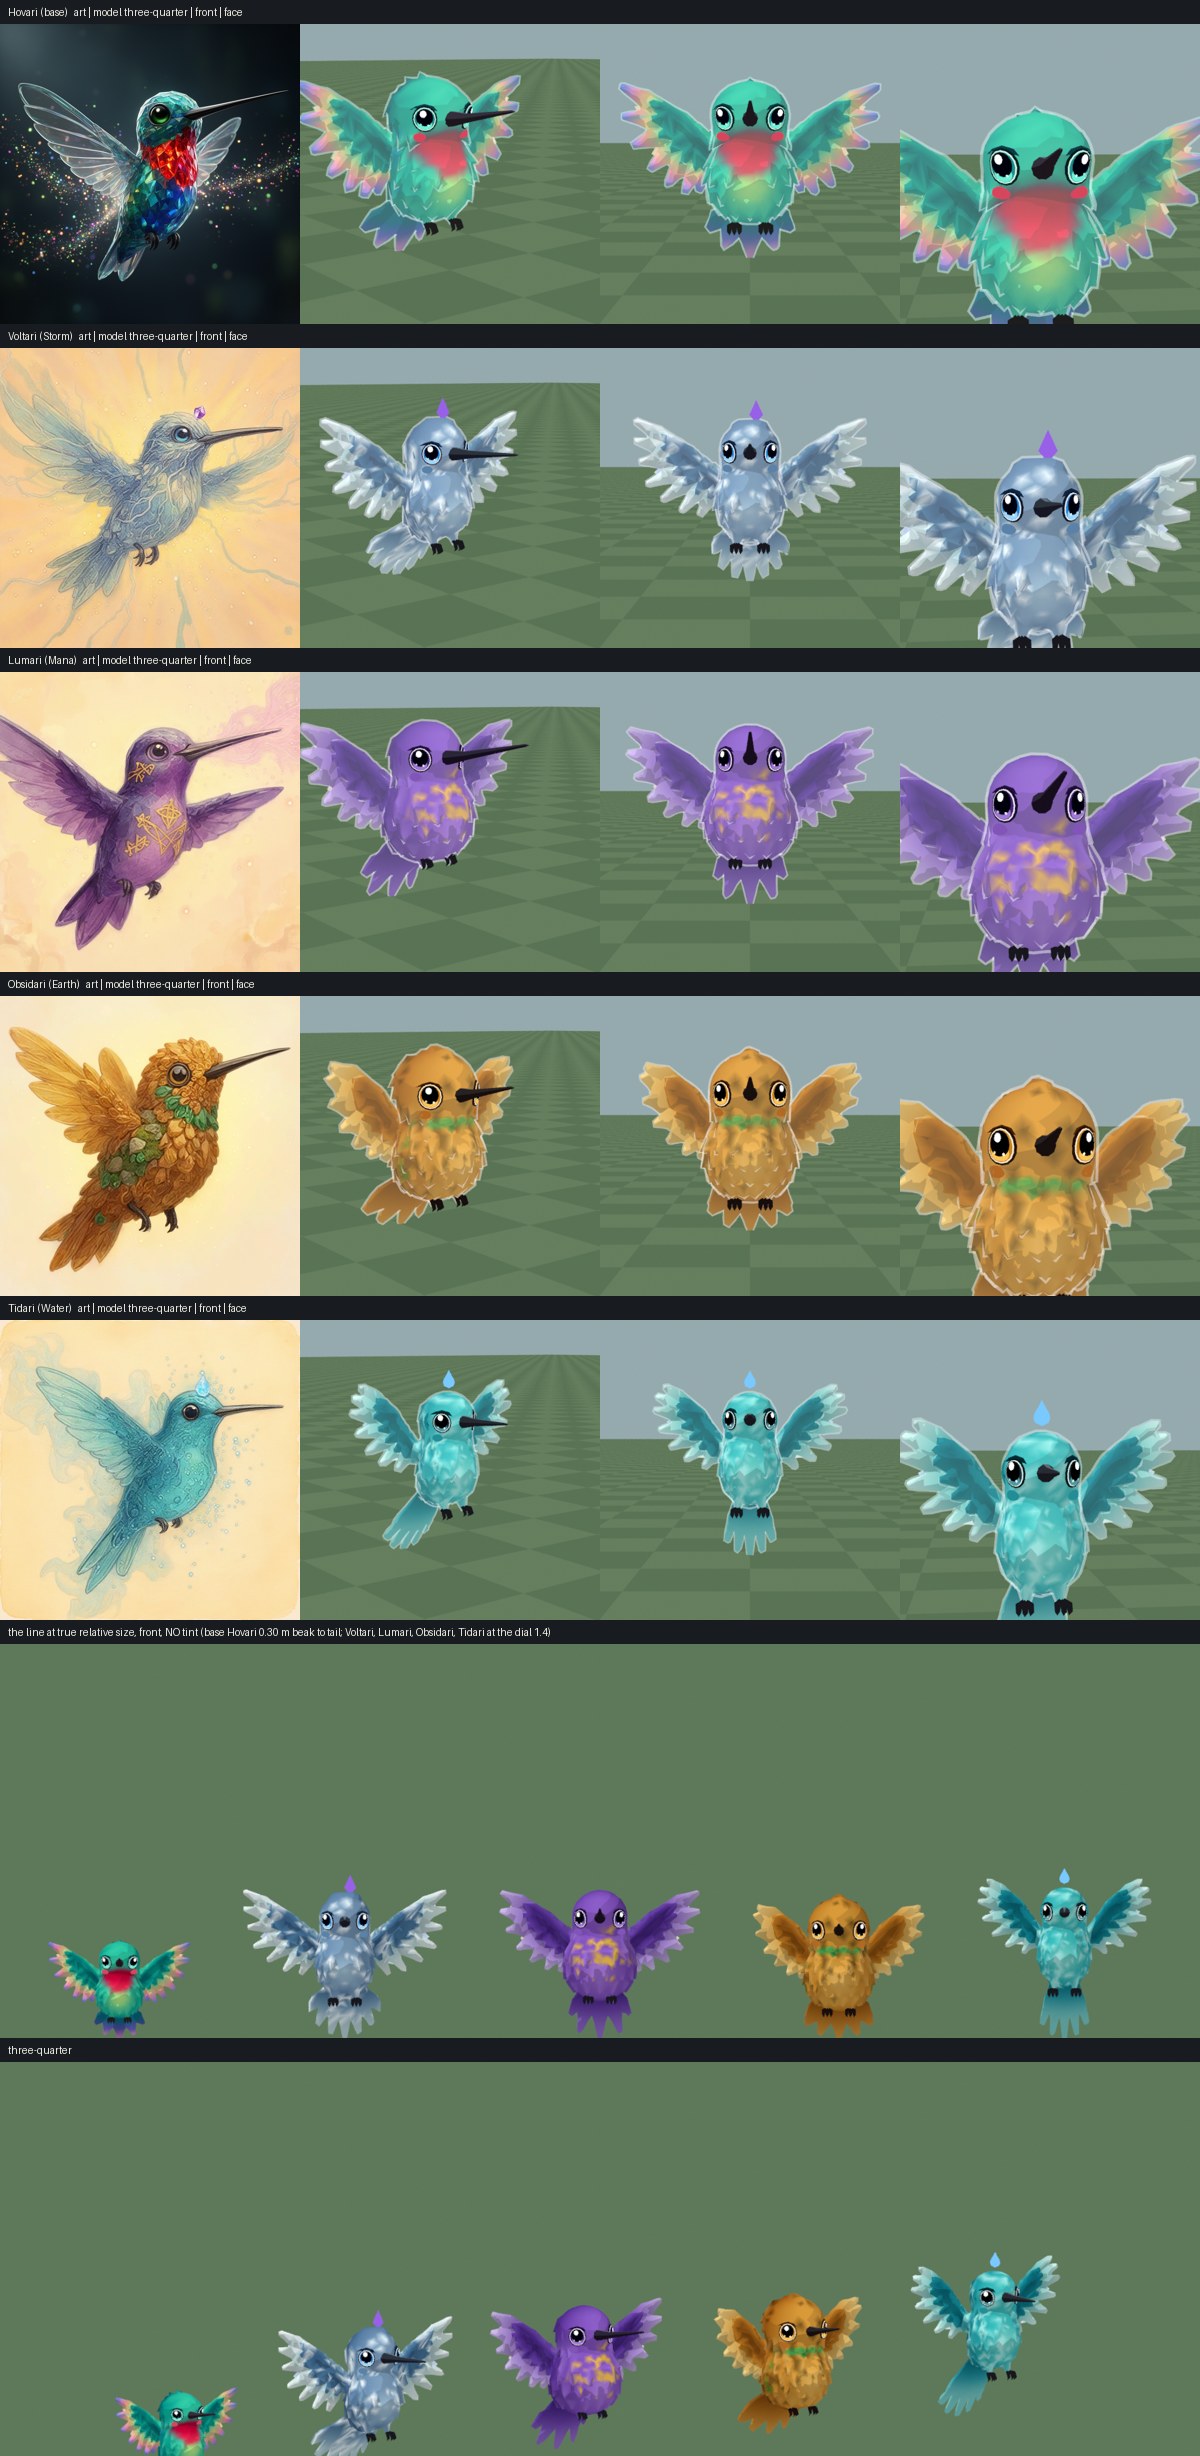 Hovari (base) art | model three-quarter | front | face
Voltari (Storm) art | model three-quarter | front | face
Lumari (Mana) art | model three-quarter | front | face
Obsidari (Earth) art | model three-quarter | front | face
Tidari (Water) art | model three-quarter | front | face
the line at true relative size, front, NO tint (base Hovari 0.30 m beak to tail; Voltari, Lumari, Obsidari, Tidari at the dial 1.4)
three-quarter